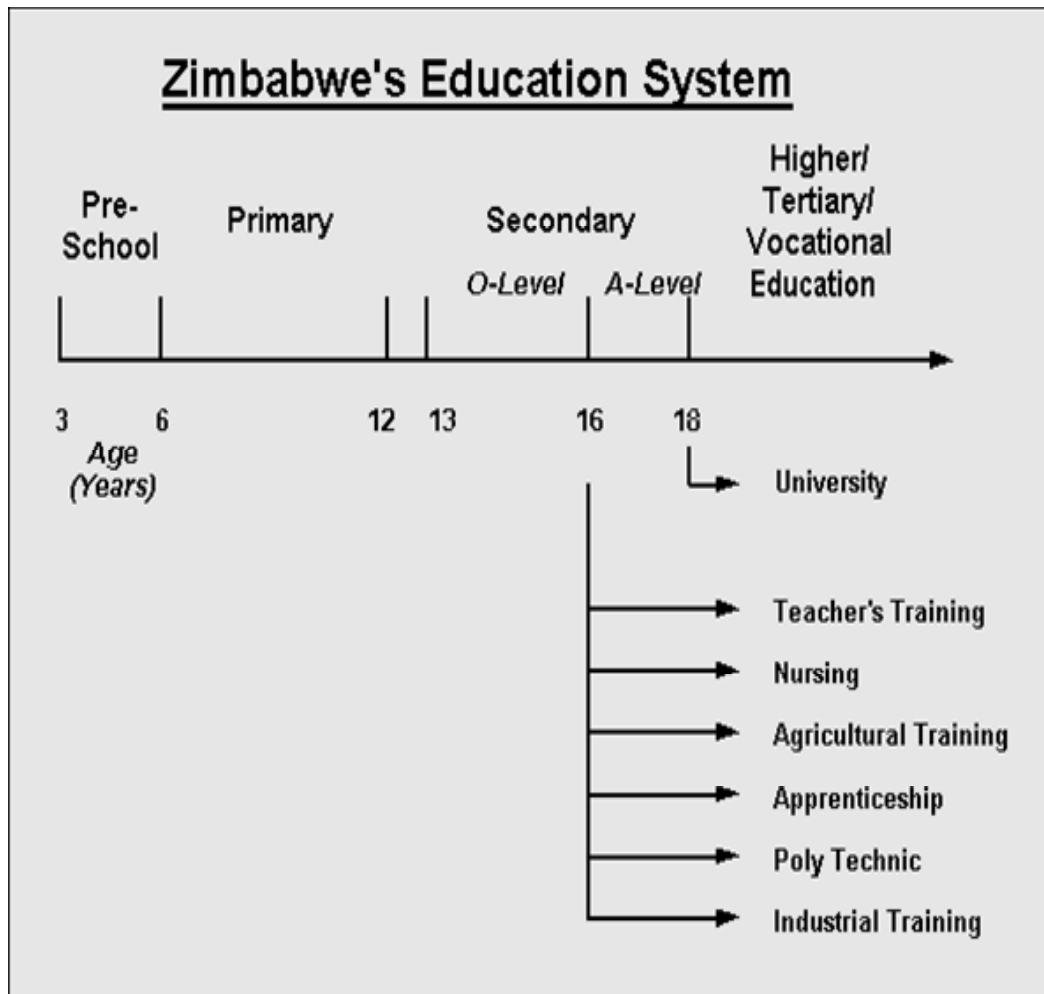 Zimbabwe's Education System
Pre-
School
Primary
Secondary
O-Level
A-Level
Higher/
Tertiary/
Vocational
Education
3
6
12
13
16
18
Age
(Years)
University
Teacher's Training
Nursing
Agricultural Training
Apprenticeship
Poly Technic
Industrial Training